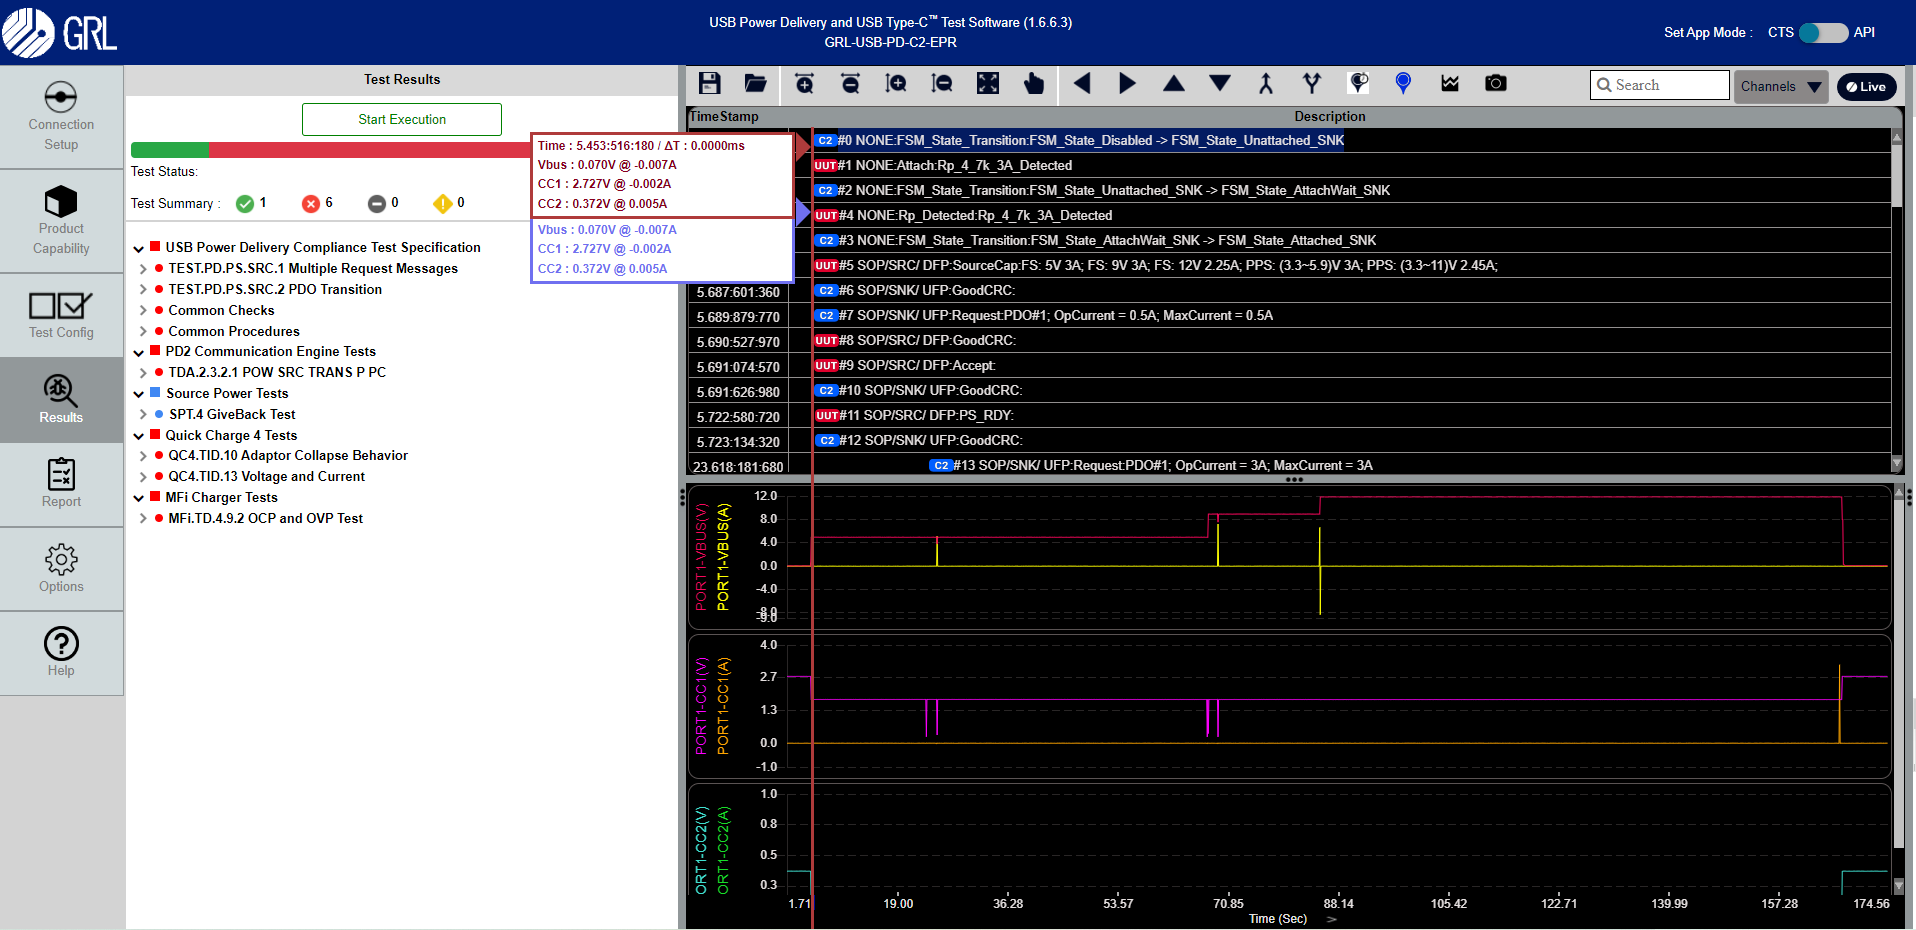 GRL
USB Power Delivery and USB Type-C™ Test Software (1.6.6.3)
GRL-USB-PD-C2-EPR
Set App Mode : CTS API
Connection Setup
Product Capability
Test Config
Results
Report
Options
Help
Test Results
Start Execution
Test Status:
Test Summary : 1 6 0 0
USB Power Delivery Compliance Test Specification
TEST.PD.PS.SRC.1 Multiple Request Messages
TEST.PD.PS.SRC.2 PDO Transition
Common Checks
Common Procedures
PD2 Communication Engine Tests
TDA.2.3.2.1 POW SRC TRANS P PC
Source Power Tests
SPT.4 GiveBack Test
Quick Charge 4 Tests
QC4.TID.10 Adaptor Collapse Behavior
QC4.TID.13 Voltage and Current
MFi Charger Tests
MFi.TD.4.9.2 OCP and OVP Test
Search
Channels
Live
TimeStamp Description
Time : 5.453:516:180 / ΔT : 0.0000ms
Vbus : 0.070V @ -0.007A
CC1 : 2.727V @ -0.002A
CC2 : 0.372V @ 0.005A
Vbus : 0.070V @ -0.007A
CC1 : 2.727V @ -0.002A
CC2 : 0.372V @ 0.005A
C2 #0 NONE:FSM_State_Transition:FSM_State_Disabled -> FSM_State_Unattached_SNK
UUT #1 NONE:Attach:Rp_4_7k_3A_Detected
C2 #2 NONE:FSM_State_Transition:FSM_State_Unattached_SNK -> FSM_State_AttachWait_SNK
UUT #4 NONE:Rp_Detected:Rp_4_7k_3A_Detected
C2 #3 NONE:FSM_State_Transition:FSM_State_AttachWait_SNK -> FSM_State_Attached_SNK
UUT #5 SOP/SRC/ DFP:SourceCap:FS: 5V 3A; FS: 9V 3A; FS: 12V 2.25A; PPS: (3.3~5.9)V 3A; PPS: (3.3~11)V 2.45A;
5.687:601:360 C2 #6 SOP/SNK/ UFP:GoodCRC:
5.689:879:770 C2 #7 SOP/SNK/ UFP:Request:PDO#1; OpCurrent = 0.5A; MaxCurrent = 0.5A
5.690:527:970 UUT #8 SOP/SRC/ DFP:GoodCRC:
5.691:074:570 UUT #9 SOP/SRC/ DFP:Accept:
5.691:626:980 C2 #10 SOP/SNK/ UFP:GoodCRC:
5.722:580:720 UUT #11 SOP/SRC/ DFP:PS_RDY:
5.723:134:320 C2 #12 SOP/SNK/ UFP:GoodCRC:
23.618:181:680 C2 #13 SOP/SNK/ UFP:Request:PDO#1; OpCurrent = 3A; MaxCurrent = 3A
PORT1-VBUS(V)
PORT1-VBUS(A)
12.0
8.0
4.0
0.0
-4.0
-8.0
-9.0
PORT1-CC1(V)
PORT1-CC1(A)
4.0
2.7
1.3
0.0
-1.0
ORT1-CC2(V)
ORT1-CC2(A)
1.0
0.8
0.5
0.3
1.71 19.00 36.28 53.57 70.85 88.14 105.42 122.71 139.99 157.28 174.56
Time (Sec) >